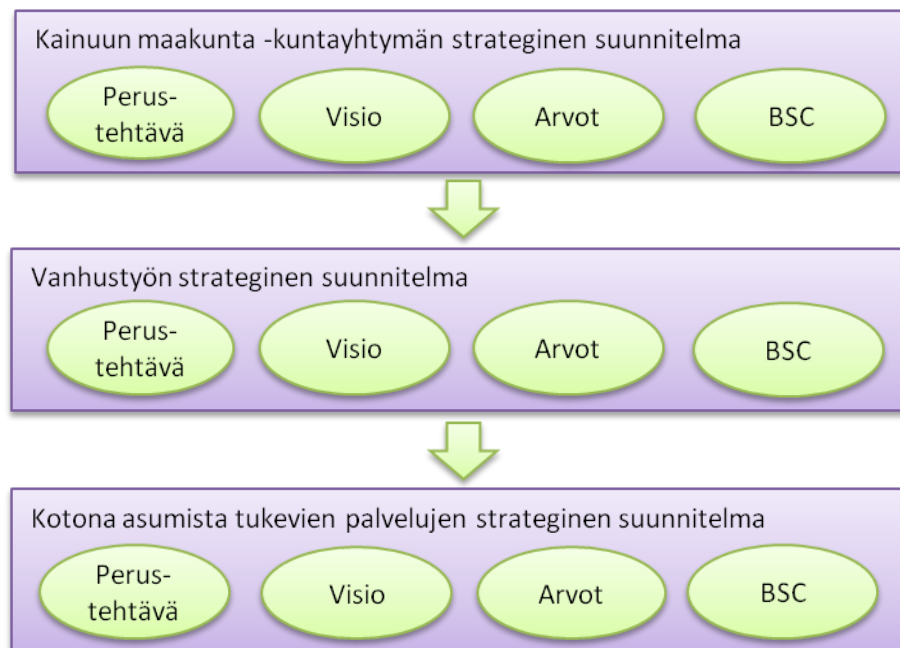 Kainuun maakunta -kuntayhtymän strateginen suunnitelma
Perus-
tehtävä
Visio
Arvot
BSC
Vanhustyön strateginen suunnitelma
Perus-
tehtävä
Visio
Arvot
BSC
Kotona asumista tukevien palvelujen strateginen suunnitelma
Perus-
tehtävä
Visio
Arvot
BSC